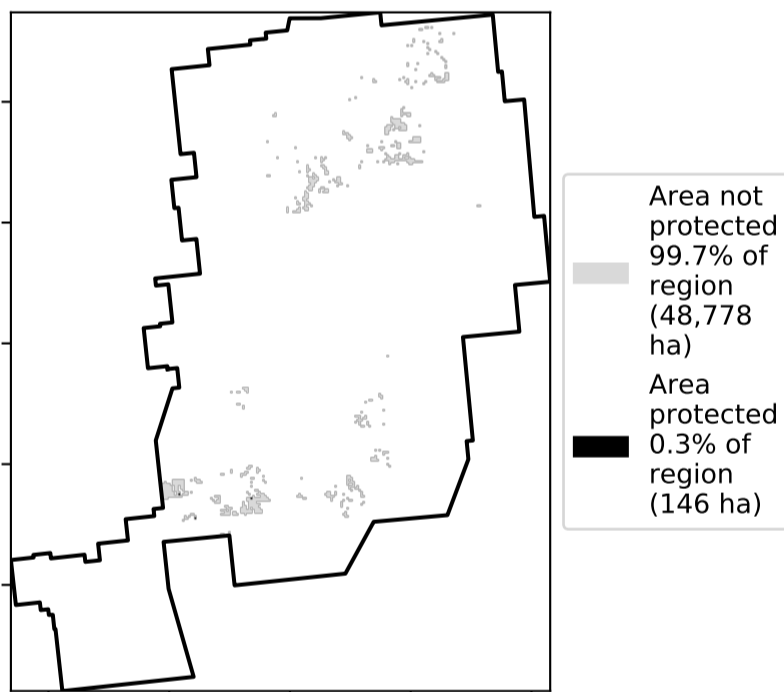 Area not
protected
99.7% of
region
(48,778
ha)
Area
protected
0.3% of
region
(146 ha)